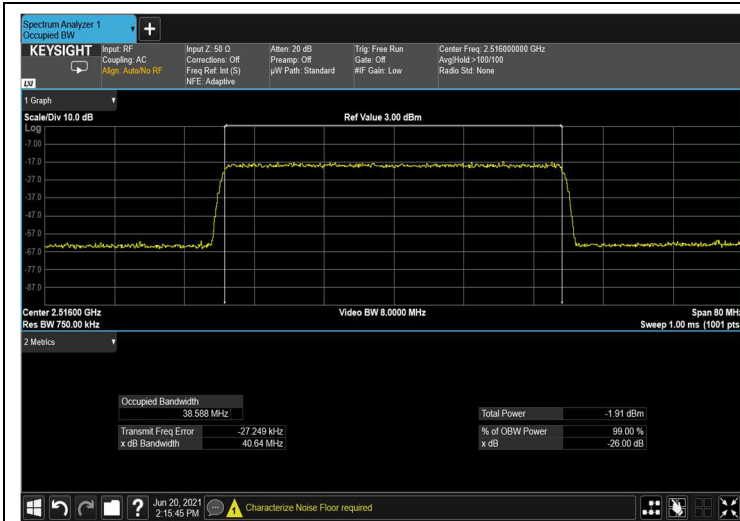 Spectrum Analyzer 1
Occupied BW
+
KEYSIGHT
LXI
Input: RF
Coupling: AC
Align: Auto/No RF
Input Z: 50 Ω
Corrections: Off
Freq Ref: Int (S)
NFE: Adaptive
Atten: 20 dB
Preamp: Off
µW Path: Standard
Trig: Free Run
Gate: Off
#IF Gain: Low
Center Freq: 2.516000000 GHz
Avg|Hold:>100/100
Radio Std: None
1 Graph
Scale/Div 10.0 dB
Ref Value 3.00 dBm
Log
-7.00
-17.0
-27.0
-37.0
-47.0
-57.0
-67.0
-77.0
-87.0
Center 2.51600 GHz
Video BW 8.0000 MHz
Span 80 MHz
Res BW 750.00 kHz
Sweep 1.00 ms (1001 pts
2 Metrics
Occupied Bandwidth
38.588 MHz
Total Power -1.91 dBm
Transmit Freq Error -27.249 kHz
% of OBW Power 99.00 %
x dB Bandwidth 40.64 MHz
x dB -26.00 dB
?
Jun 20, 2021
2:15:45 PM
1
Characterize Noise Floor required